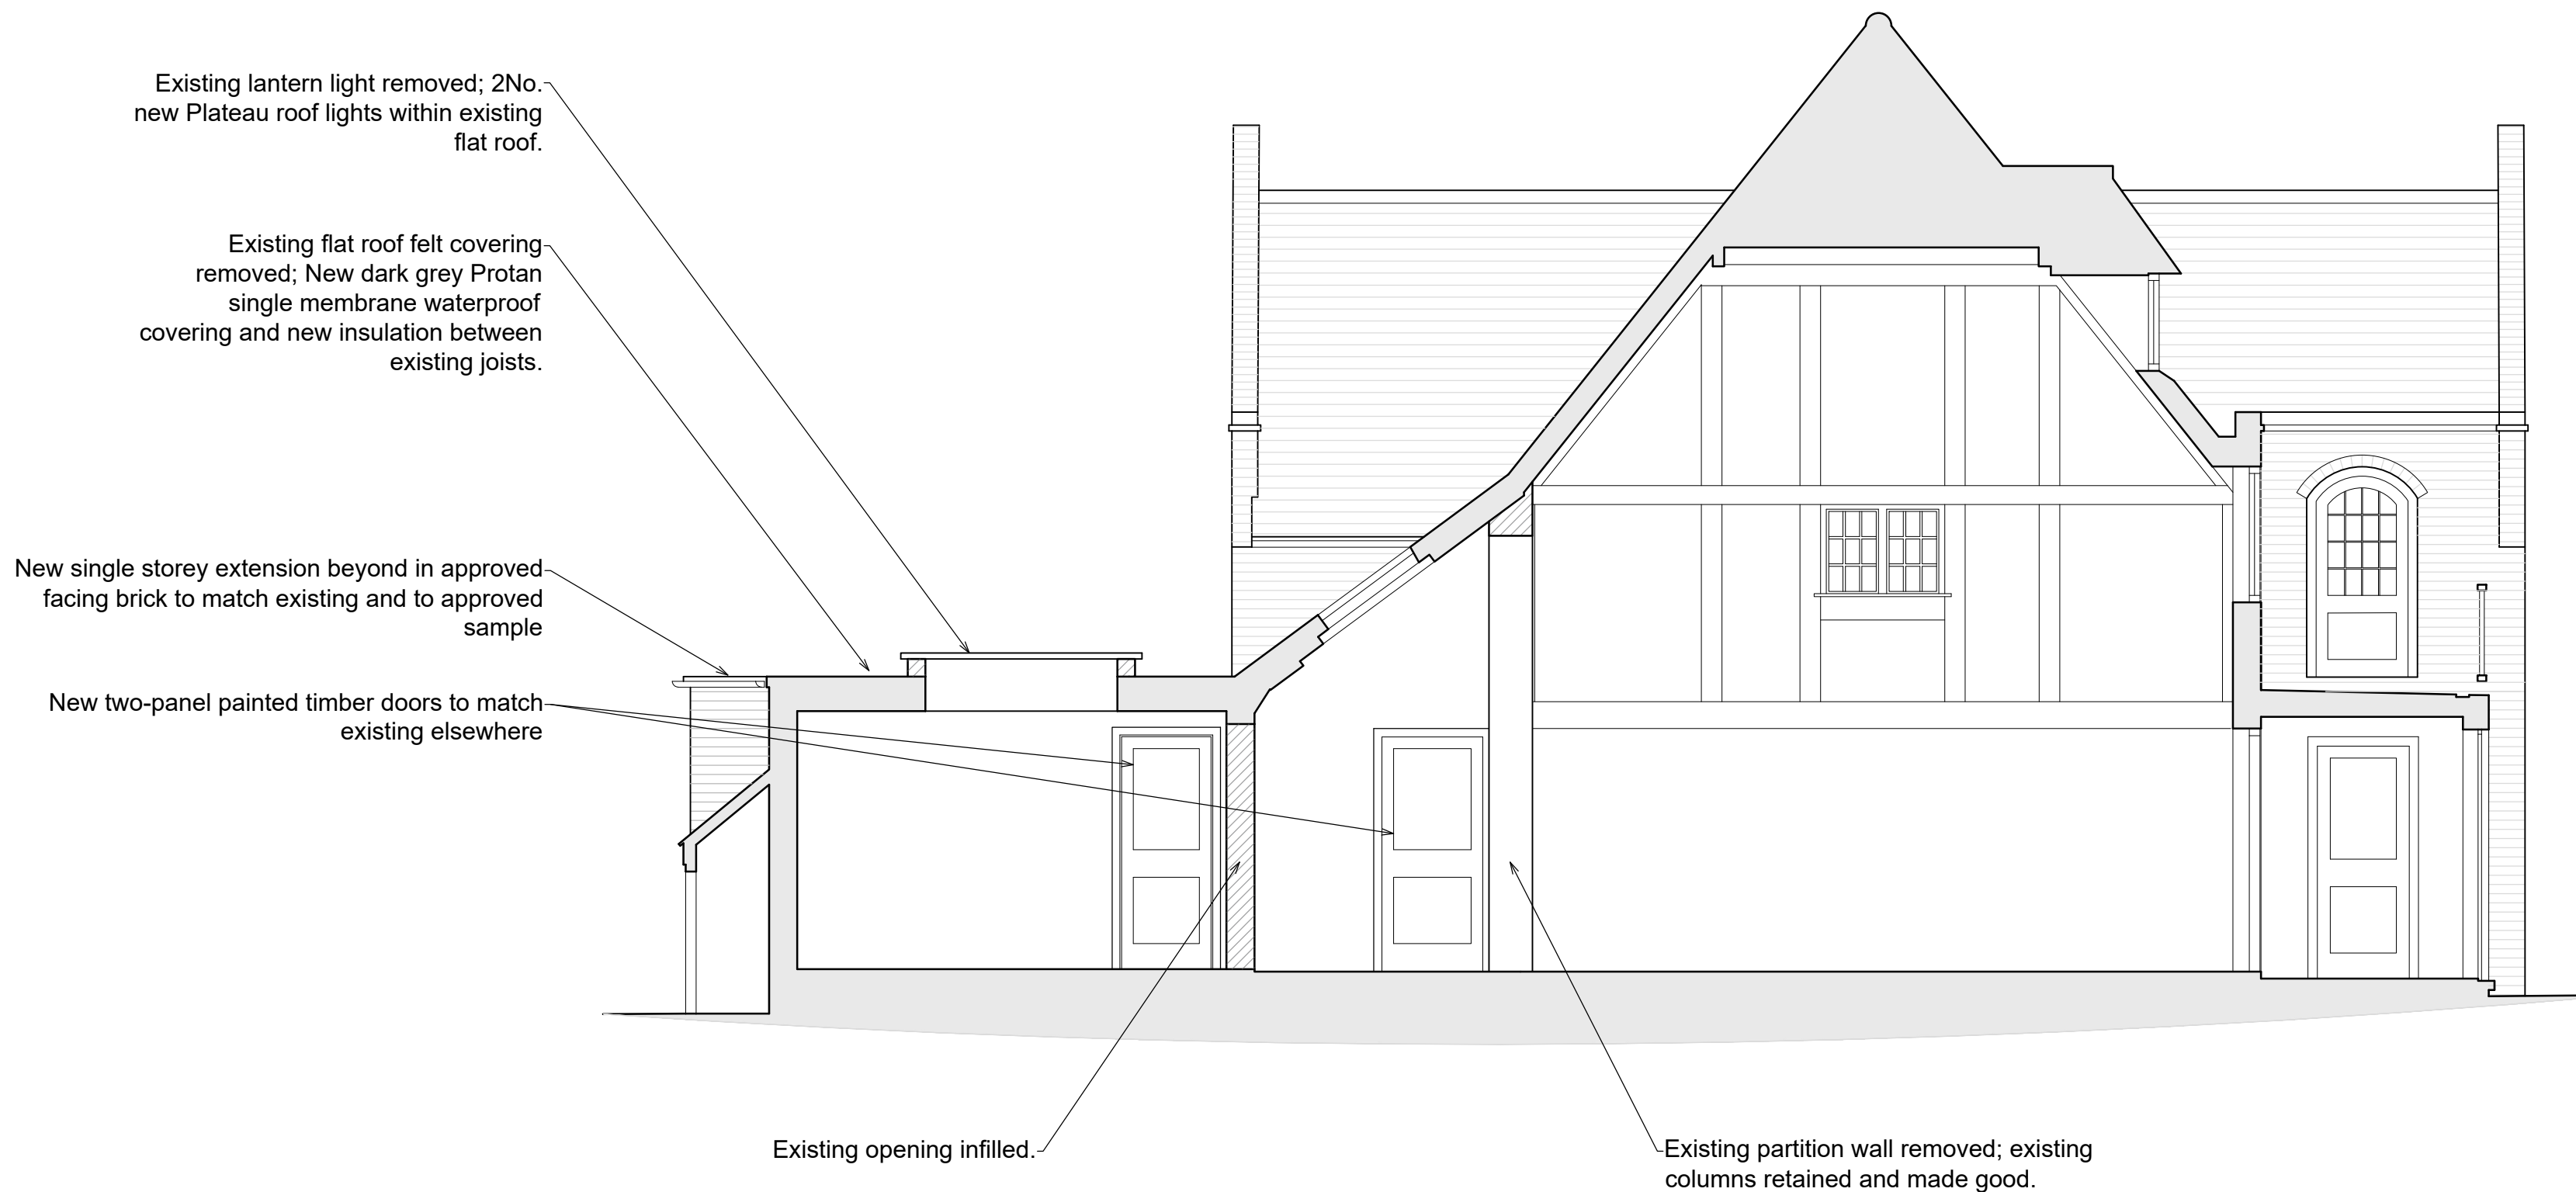 Existing lantern light removed; 2No.
new Plateau roof lights within existing
flat roof.
Existing flat roof felt covering
removed; New dark grey Protan
single membrane waterproof
covering and new insulation between
existing joists.
New single storey extension beyond in approved
facing brick to match existing and to approved
sample
New two-panel painted timber doors to match
existing elsewhere
Existing opening infilled.
Existing partition wall removed; existing
columns retained and made good.